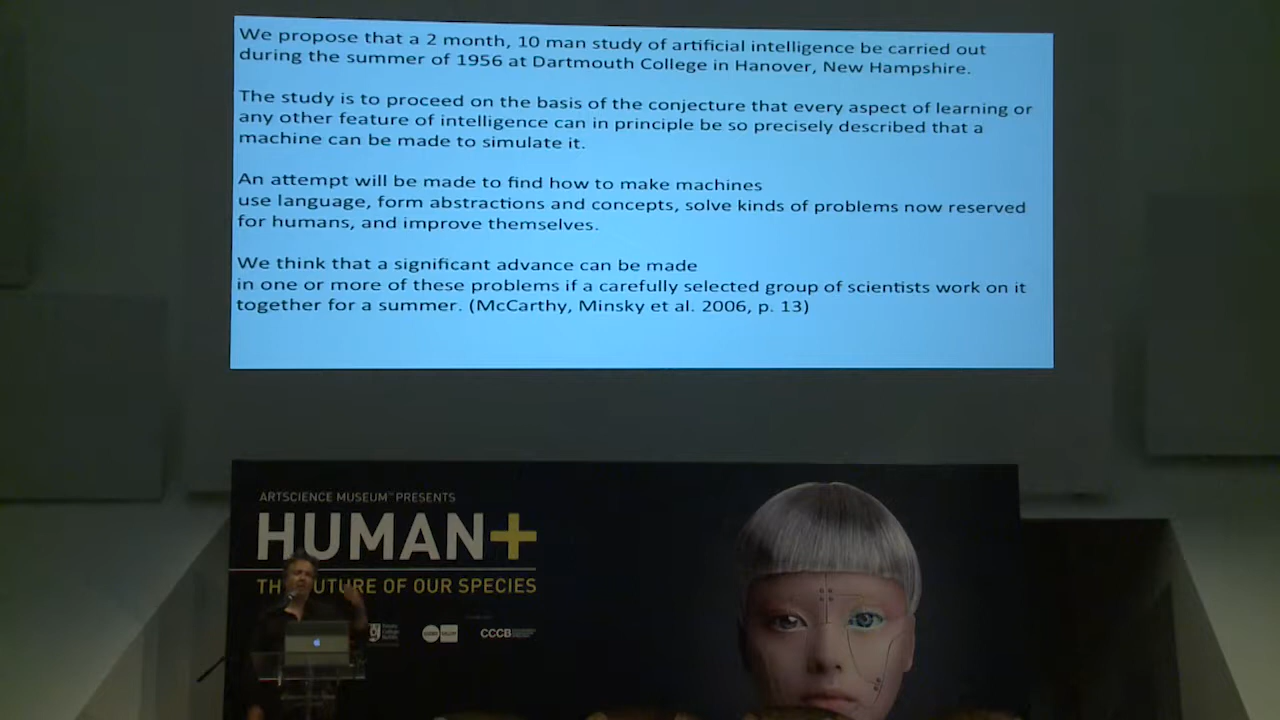 We propose that a 2 month, 10 man study of artificial intelligence be carried out
during the summer of 1956 at Dartmouth College in Hanover, New Hampshire.
The study is to proceed on the basis of the conjecture that every aspect of learning or
any other feature of intelligence can in principle be so precisely described that a
machine can be made to simulate it.
An attempt will be made to find how to make machines
use language, form abstractions and concepts, solve kinds of problems now reserved
for humans, and improve themselves.
We think that a significant advance can be made
in one or more of these problems if a carefully selected group of scientists work on it
together for a summer. (McCarthy, Minsky et al. 2006, p. 13)
ARTSCIENCE MUSEUM™ PRESENTS
HUMAN+
TH UTURE OF OUR SPECIES
CCCB